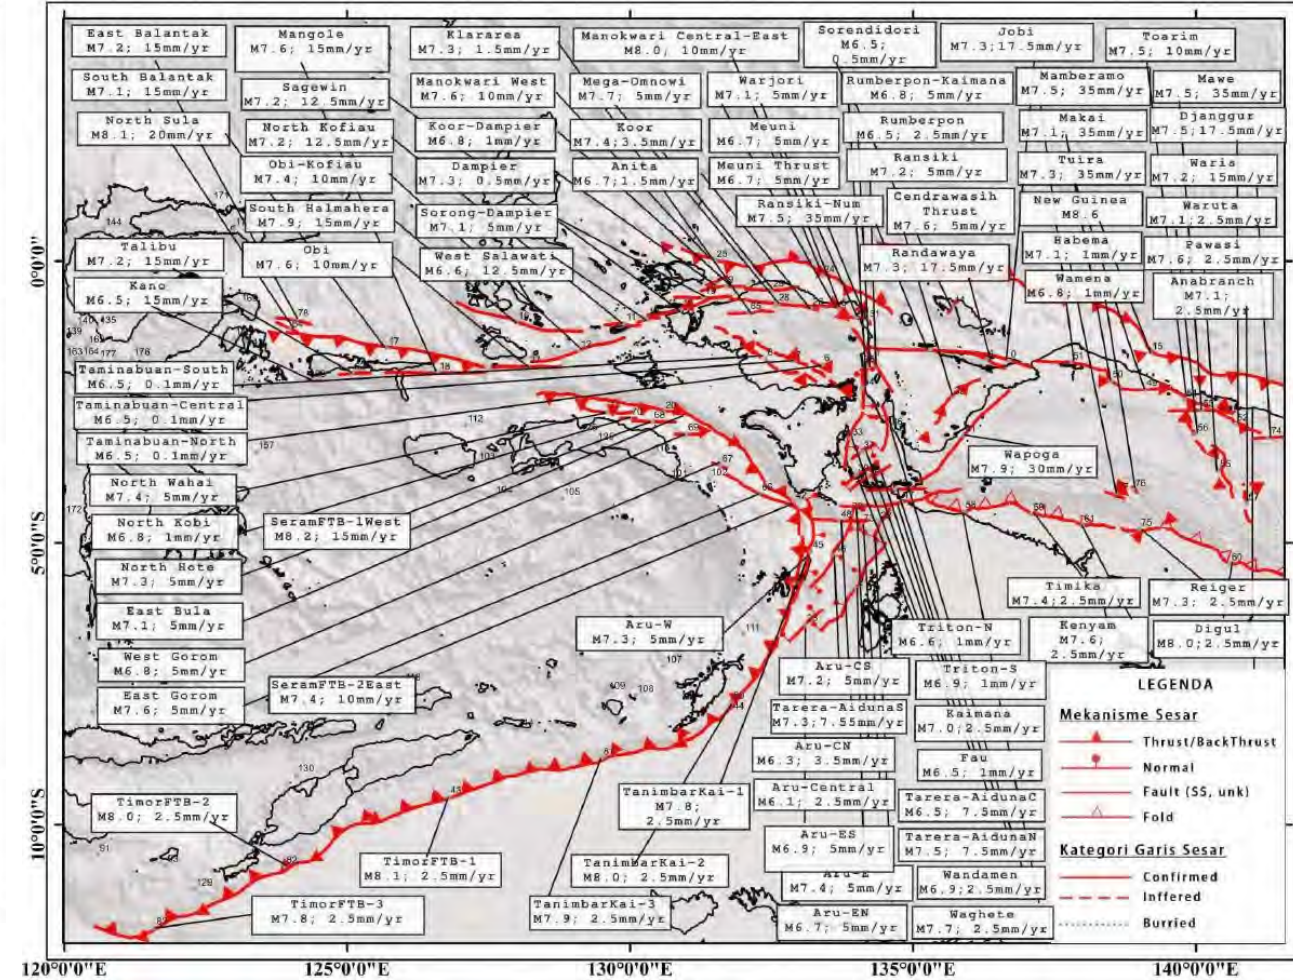 East Balantak
M7.2; 15mm/yr
Mangole
M7.6; 15mm/yr
Klararea
M7.3; 1.5mm/yr
Manokwari Central-East
M8.0; 10mm/yr
Sorendidori
M6.5;
0.5mm/yr
Jobi
M7.3;17.5mm/yr
Toarim
M7.5; 10mm/yr
South Balantak
M7.1; 15mm/yr
Sagewin
M7.2; 12.5mm/yr
Manokwari West
M7.6; 10mm/yr
Mega-Omnowi
M7.7; 5mm/yr
Warjori
M7.1; 5mm/yr
Rumberpon-Kaimana
M6.8; 5mm/yr
Mamberamo
M7.5; 35mm/yr
Mawe
M7.5; 35mm/yr
North Sula
M8.1; 20mm/yr
North Kofiau
M7.2; 12.5mm/yr
Koor-Dampier
M6.8; 1mm/yr
Koor
M7.4;3.5mm/yr
Meuni
M6.7; 5mm/yr
Rumberpon
M6.5; 2.5mm/yr
Makai
M7.1; 35mm/yr
Djanggur
M7.5;17.5mm/yr
Obi-Kofiau
M7.4; 10mm/yr
Dampier
M7.3; 0.5mm/yr
Anita
M6.7;1.5mm/yr
Meuni Thrust
M6.7; 5mm/yr
Ransiki
M7.2; 5mm/yr
Tuira
M7.3; 35mm/yr
Waris
M7.2; 15mm/yr
South Halmahera
M7.9; 15mm/yr
Sorong-Dampier
M7.1; 5mm/yr
Ransiki-Num
M7.5; 35mm/yr
Cendrawasih
Thrust
M7.6; 5mm/yr
New Guinea
M8.6
Waruta
M7.1;2.5mm/yr
Talibu
M7.2; 15mm/yr
Obi
M7.6; 10mm/yr
West Salawati
M6.6; 12.5mm/yr
Randawaya
M7.3; 17.5mm/yr
Habema
M7.1; 1mm/yr
Pawasi
M7.6; 2.5mm/yr
Kano
M6.5; 15mm/yr
Wamena
M6.8; 1mm/yr
Anabranch
M7.1;
2.5mm/yr
0°0'0"
Taminabuan-South
M6.5; 0.1mm/yr
Taminabuan-Central
M6.5; 0.1mm/yr
Taminabuan-North
M6.5; 0.1mm/yr
Wapoga
M7.9; 30mm/yr
North Wahai
M7.4; 5mm/yr
North Kobi
M6.8; 1mm/yr
SeramFTB-1West
M8.2; 15mm/yr
5°0'0"S
North Hote
M7.3; 5mm/yr
East Bula
M7.1; 5mm/yr
Aru-W
M7.3; 5mm/yr
Triton-N
M6.6; 1mm/yr
Timika
M7.4;2.5mm/yr
Reiger
M7.3; 2.5mm/yr
Kenyam
M7.6;
2.5mm/yr
Digul
M8.0;2.5mm/yr
West Gorom
M6.8; 5mm/yr
East Gorom
M7.6; 5mm/yr
SeramFTB-2East
M7.4; 10mm/yr
Aru-CS
M7.2; 5mm/yr
Triton-S
M6.9; 1mm/yr
Tarera-AidunaS
M7.3;7.55mm/yr
Kaimana
M7.0;2.5mm/yr
Aru-CN
M6.3; 3.5mm/yr
Fau
M6.5; 1mm/yr
TimorFTB-2
M8.0; 2.5mm/yr
TanimbarKai-1
M7.8;
2.5mm/yr
Aru-Central
M6.1; 2.5mm/yr
Tarera-AidunaC
M6.5; 7.5mm/yr
10°0'0"S
Aru-ES
M6.9; 5mm/yr
Tarera-AidunaN
M7.5; 7.5mm/yr
TimorFTB-1
M8.1; 2.5mm/yr
TanimbarKai-2
M8.0; 2.5mm/yr
Aru-E
M7.4; 5mm/yr
Wandamen
M6.9;2.5mm/yr
TimorFTB-3
M7.8; 2.5mm/yr
TanimbarKai-3
M7.9; 2.5mm/yr
Aru-EN
M6.7; 5mm/yr
Waghete
M7.7; 2.5mm/yr
LEGENDA
Mekanisme Sesar
Thrust/BackThrust
Normal
Fault (SS, unk)
Fold
Kategori Garis Sesar
Confirmed
Inffered
Burried
120°0'0"E
125°0'0"E
130°0'0"E
135°0'0"E
140°0'0"E